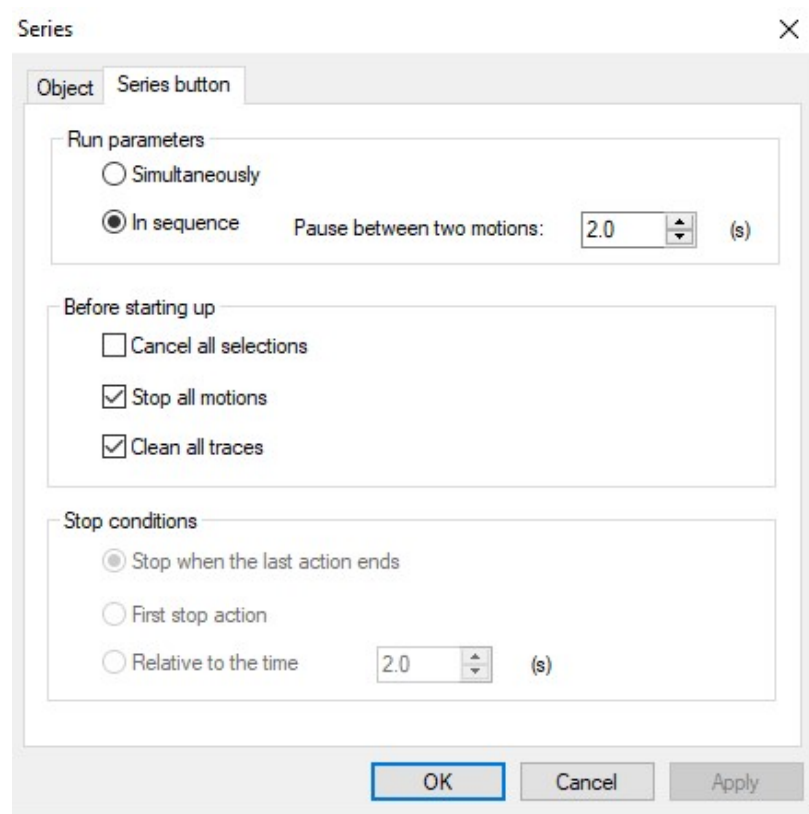 Series
Object
Series button
Run parameters
Simultaneously
In sequence Pause between two motions: 2.0 (s)
Before starting up
Cancel all selections
Stop all motions
Clean all traces
Stop conditions
Stop when the last action ends
First stop action
Relative to the time 2.0 (s)
OK Cancel Apply